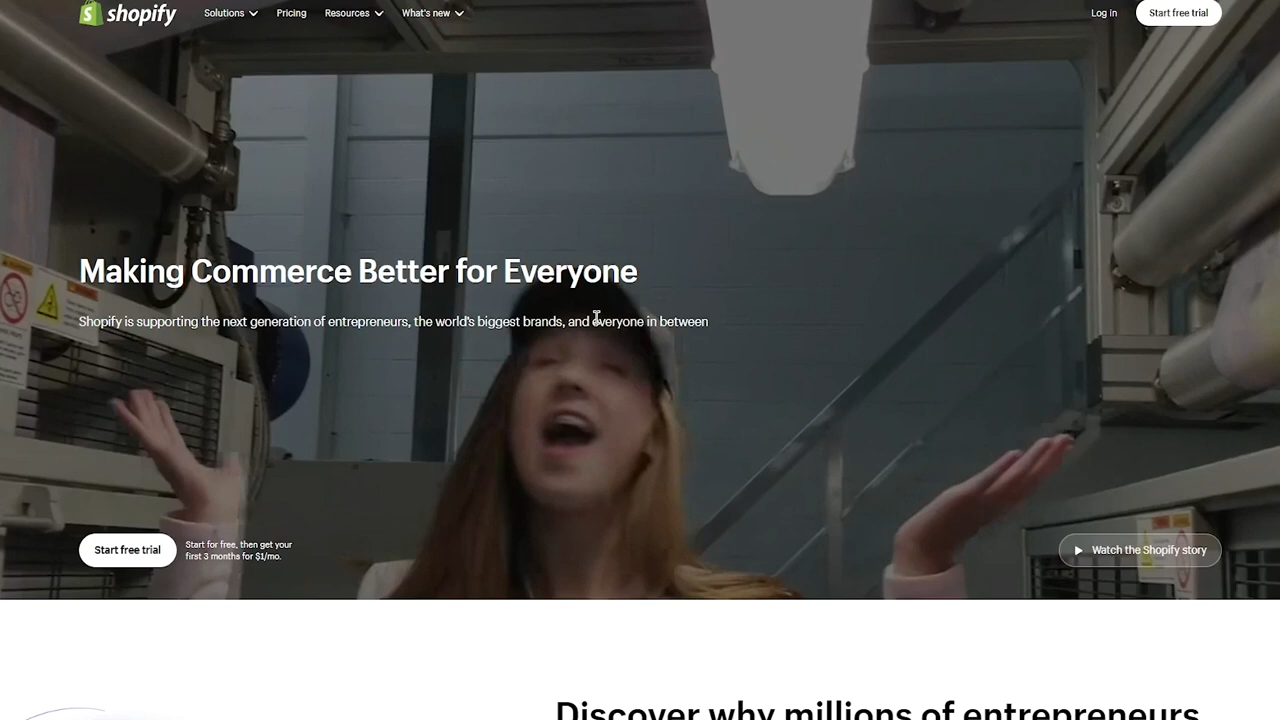 shopify
Solutions Pricing Resources What's new Log in Start free trial
Making Commerce Better for Everyone
Shopify is supporting the next generation of entrepreneurs, the world's biggest brands, and everyone in between
Start free trial
Start for free, then get your
first 3 months for $1/mo.
Watch the Shopify story
Discover why millions of entrepreneurs